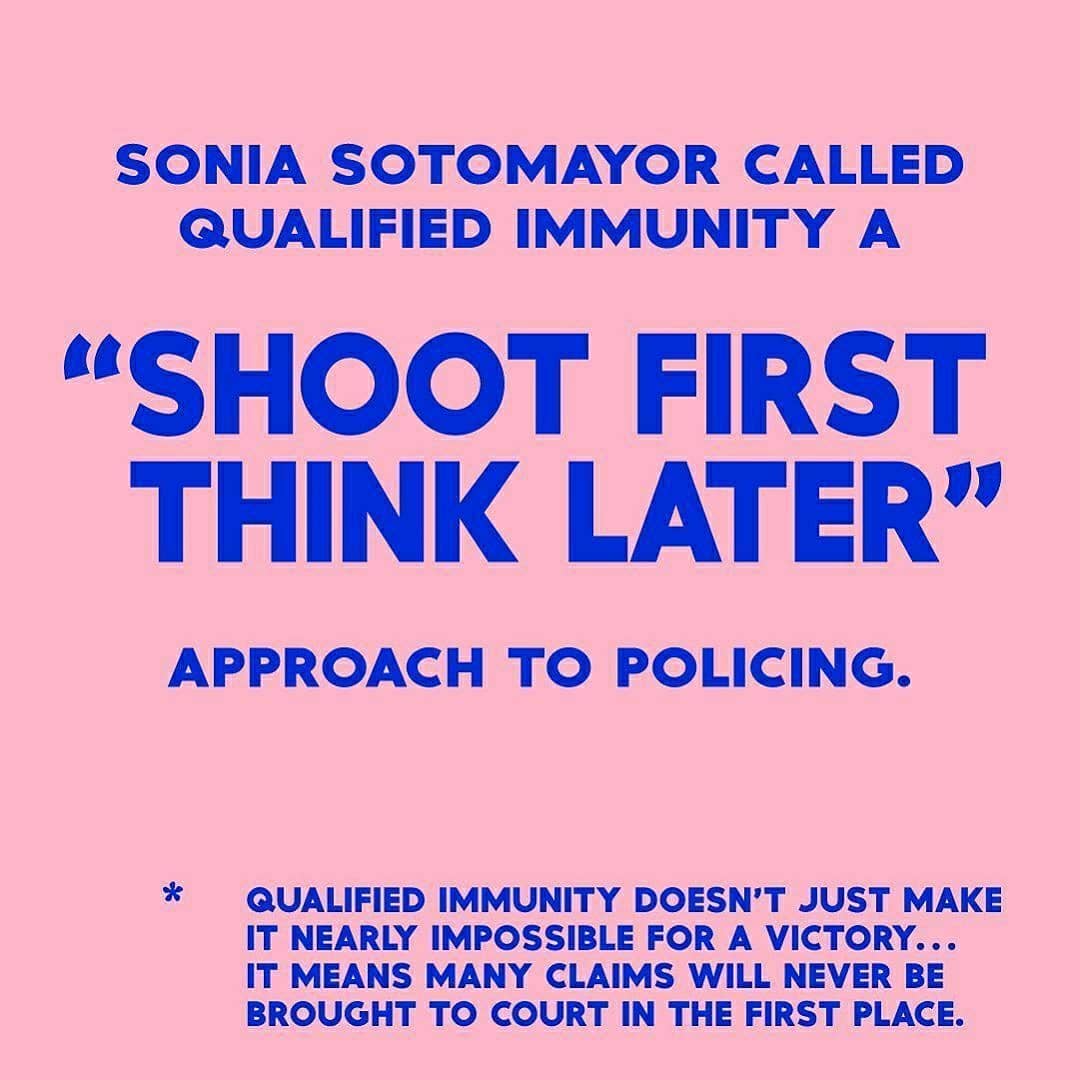 SONIA SOTOMAYOR CALLED
QUALIFIED IMMUNITY A
“SHOOT FIRST
THINK LATER”
APPROACH TO POLICING.
* QUALIFIED IMMUNITY DOESN’T JUST MAKE
IT NEARLY IMPOSSIBLE FOR A VICTORY...
IT MEANS MANY CLAIMS WILL NEVER BE
BROUGHT TO COURT IN THE FIRST PLACE.